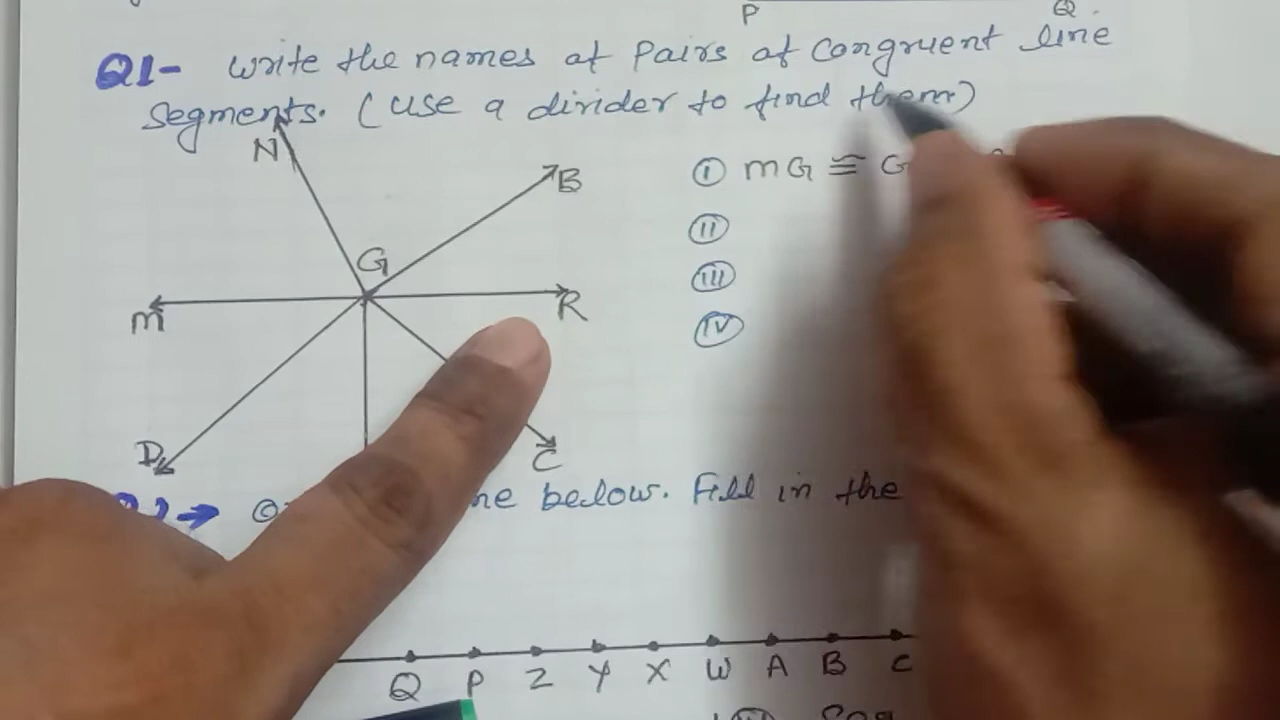 P Q.
Q1- Write the names of Pairs of Congruent line
segments. (use a divider to find them)
N
B
G
M
R
D
C
(I) mG ≅ G
(II)
(III)
(IV)
below. Fill in the
Q P Z Y X W A B C